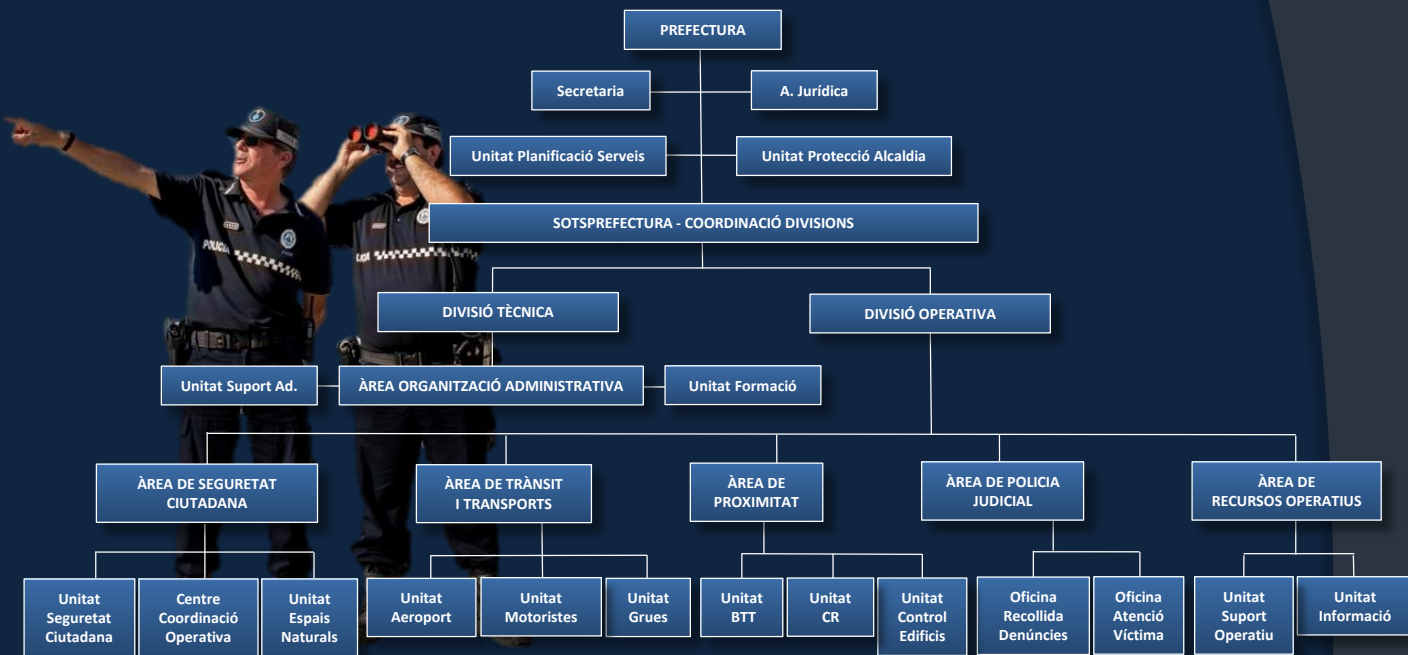 PREFECTURA
Secretaria
A. Jurídica
Unitat Planificació Serveis
Unitat Protecció Alcaldia
SOTSPREFECTURA - COORDINACIÓ DIVISIONS
POLICIA
DIVISIÓ TÈCNICA
DIVISIÓ OPERATIVA
Unitat Suport Ad.
ÀREA ORGANITZACIÓ ADMINISTRATIVA
Unitat Formació
ÀREA DE SEGURETAT
CIUTADANA
ÀREA DE TRÀNSIT
I TRANSPORTS
ÀREA DE
PROXIMITAT
ÀREA DE POLICIA
JUDICIAL
ÀREA DE
RECURSOS OPERATIUS
Unitat
Seguretat
Ciutadana
Centre
Coordinació
Operativa
Unitat
Espais
Naturals
Unitat
Aeroport
Unitat
Motoristes
Unitat
Grues
Unitat
BTT
Unitat
CR
Unitat
Control
Edificis
Oficina
Recollida
Denúncies
Oficina
Atenció
Víctima
Unitat
Suport
Operatiu
Unitat
Informació